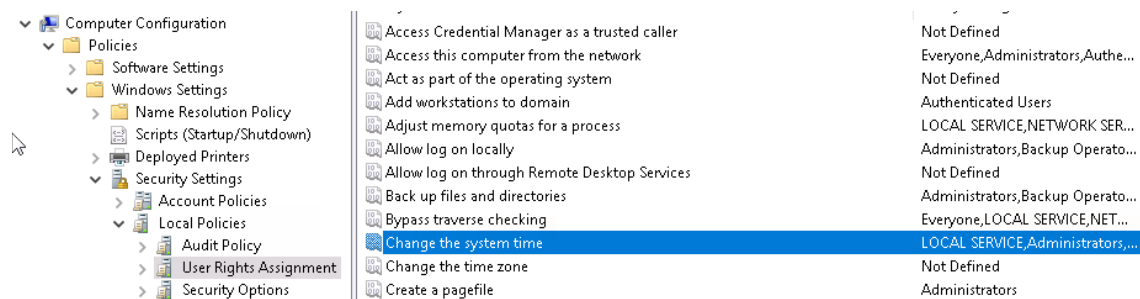 Computer Configuration
Policies
Software Settings
Windows Settings
Name Resolution Policy
Scripts (Startup/Shutdown)
Deployed Printers
Security Settings
Account Policies
Local Policies
Audit Policy
User Rights Assignment
Security Options
Access Credential Manager as a trusted caller Not Defined
Access this computer from the network Everyone,Administrators,Authe...
Act as part of the operating system Not Defined
Add workstations to domain Authenticated Users
Adjust memory quotas for a process LOCAL SERVICE,NETWORK SER...
Allow log on locally Administrators,Backup Operato...
Allow log on through Remote Desktop Services Not Defined
Back up files and directories Administrators,Backup Operato...
Bypass traverse checking Everyone,LOCAL SERVICE,NET...
Change the system time LOCAL SERVICE,Administrators,...
Change the time zone Not Defined
Create a pagefile Administrators